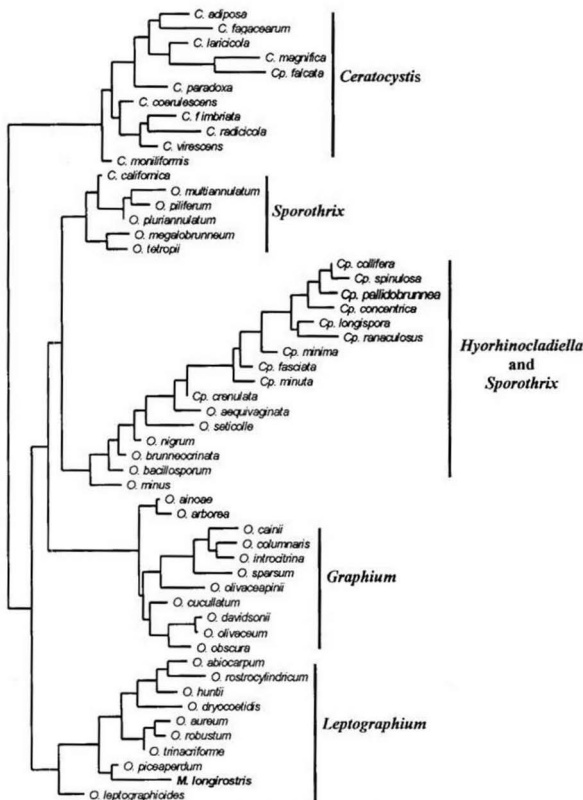 C. adiposa
C. fagacearum
C. laricicola
C. magnifica
Cp. falcata
C. paradoxa
C. coerulescens
C. f imbriata
C. radicicola
C. virescens
C. moniliformis
Ceratocystis
C. californica
O. multiannulatum
O. piliferum
O. pluriannulatum
O. megalobrunneum
O. tetropii
Sporothrix
Cp. collifera
Cp. spinulosa
Cp. pallidobrunnea
Cp. concentrica
Cp. longispora
Cp. ranaculosus
Cp. minima
Cp. fasciata
Cp. minuta
Cp. crenulata
O. aequivaginata
O. seticolle
O. nigrum
O. brunneocrinata
O. bacillosporum
O. minus
Hyorhinocladiella
and
Sporothrix
O. ainoae
O. arborea
O. cainii
O. columnaris
O. introcitrina
O. sparsum
O. olivaceapinii
O. cucullatum
O. davidsonii
O. olivaceum
O. obscura
Graphium
O. abiocarpum
O. rostrocylindricum
O. huntii
O. dryocoetidis
O. aureum
O. robustum
O. trinacriforme
O. piceaperdum
M. longirostris
O. leptographioides
Leptographium